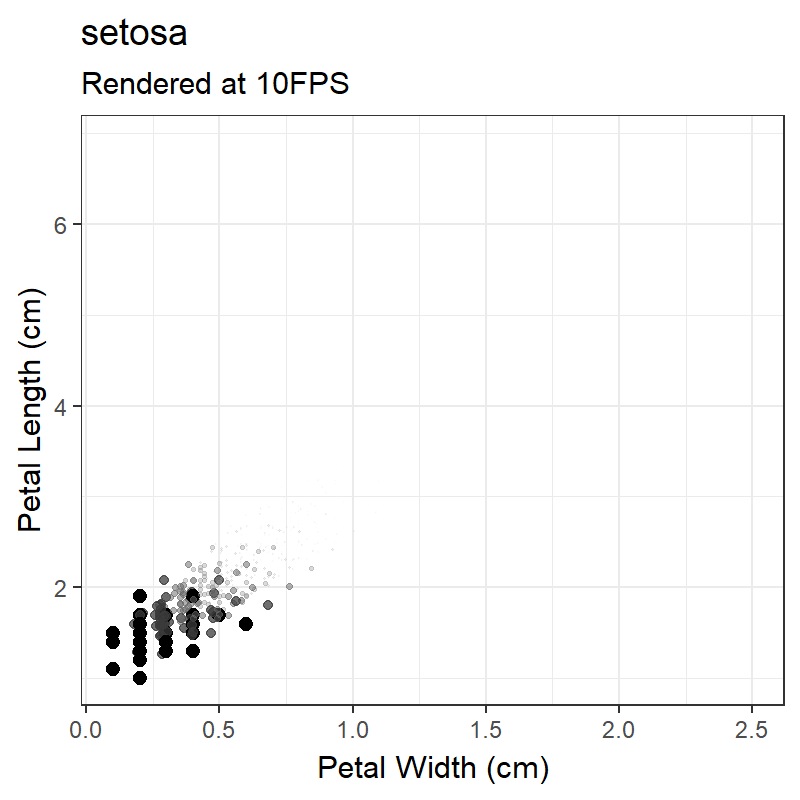 setosa
Rendered at 10FPS
6
4
2
Petal Length (cm)
0.0 0.5 1.0 1.5 2.0 2.5
Petal Width (cm)